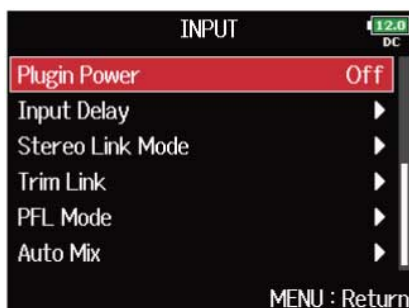 INPUT 12.0
DC
Plugin Power Off
Input Delay
Stereo Link Mode
Trim Link
PFL Mode
Auto Mix
MENU : Return